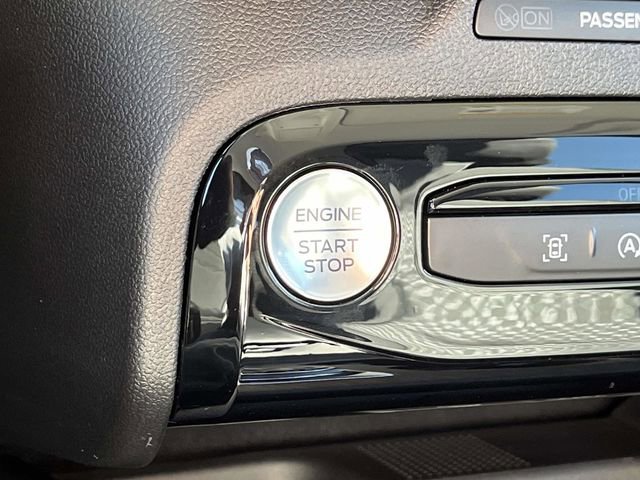 ON PASSEN
ENGINE
START
STOP
OF
A